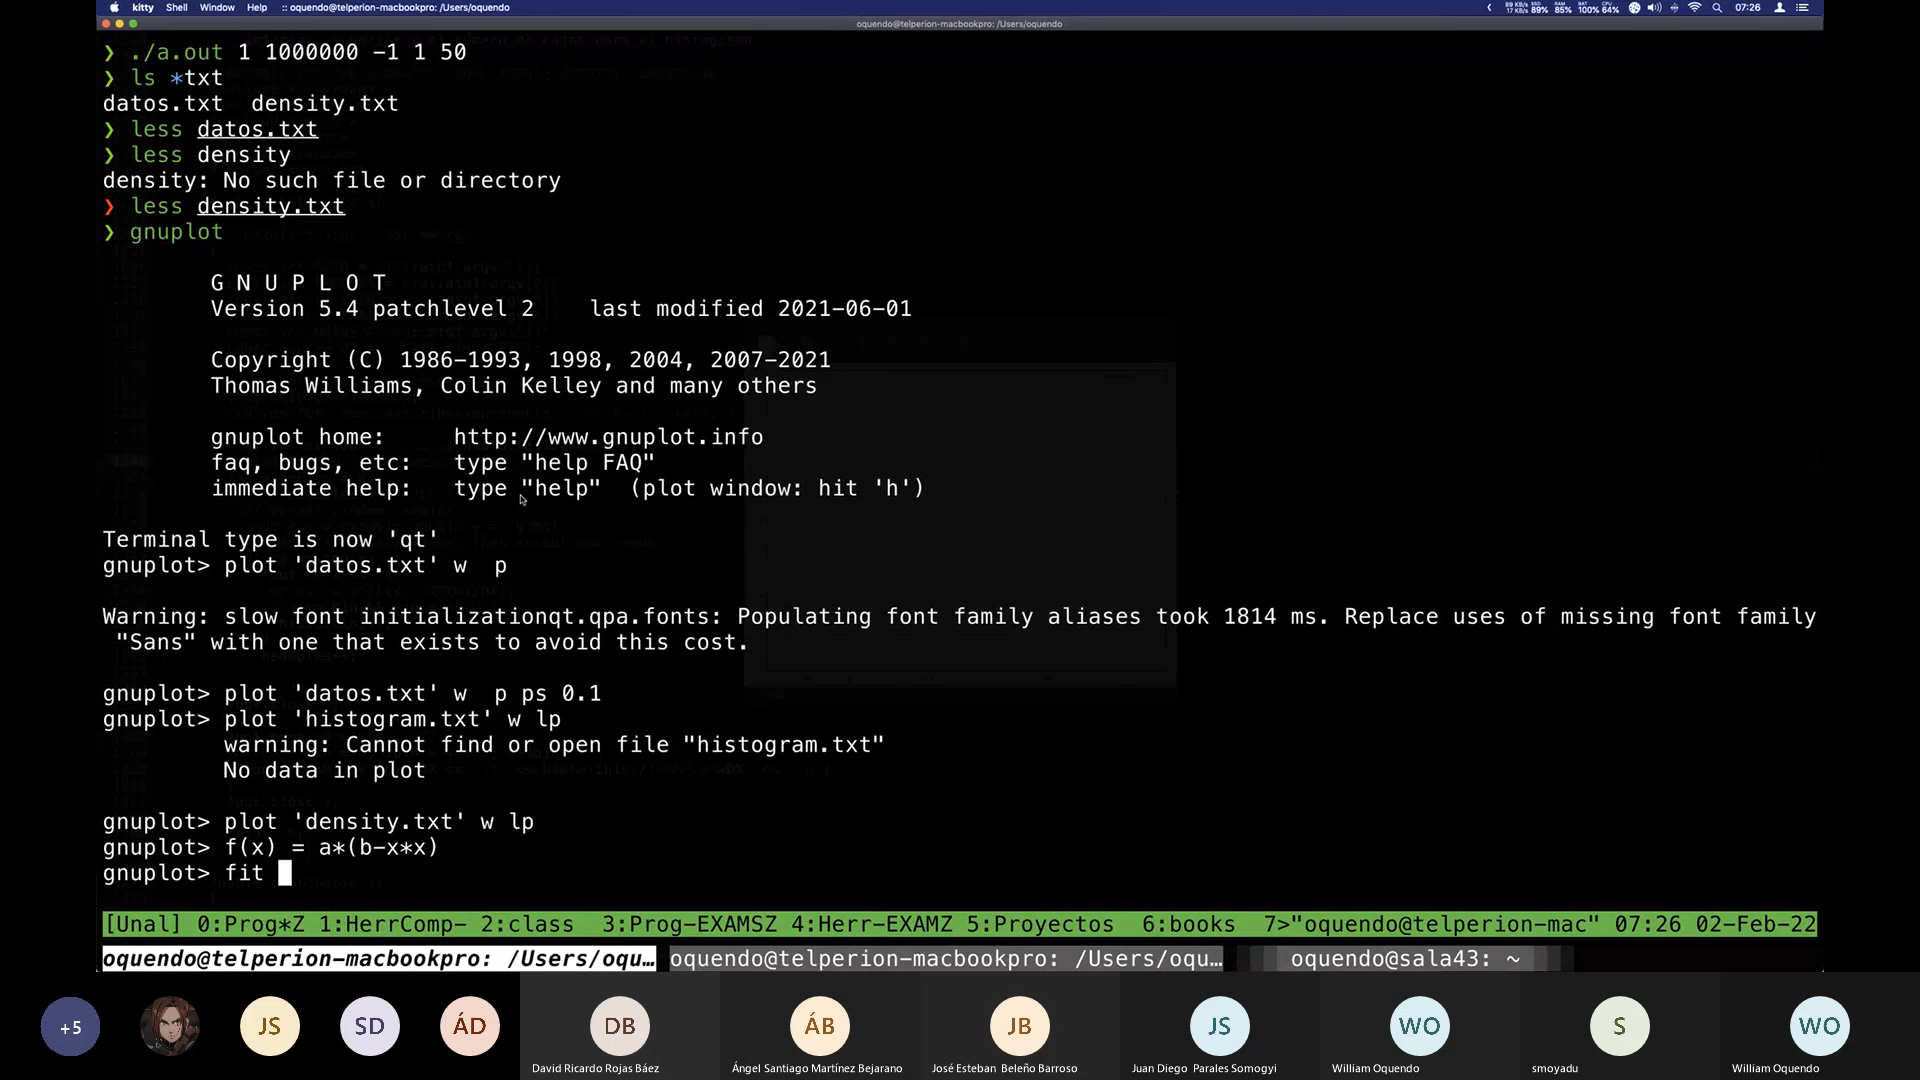 kitty Shell Window Help :: oquendo@telperion-macbookpro: /Users/oquendo
89% 85% 100% 64% 07:26
oquendo@telperion-macbookpro: /Users/oquendo
❯ ./a.out 1 1000000 -1 1 50
❯ ls *txt
datos.txt density.txt
❯ less datos.txt
❯ less density
density: No such file or directory
❯ less density.txt
❯ gnuplot
G N U P L O T
Version 5.4 patchlevel 2 last modified 2021-06-01
Copyright (C) 1986-1993, 1998, 2004, 2007-2021
Thomas Williams, Colin Kelley and many others
gnuplot home: http://www.gnuplot.info
faq, bugs, etc: type "help FAQ"
immediate help: type "help" (plot window: hit 'h')
Terminal type is now 'qt'
gnuplot> plot 'datos.txt' w p
Warning: slow font initializationqt.qpa.fonts: Populating font family aliases took 1814 ms. Replace uses of missing font family
"Sans" with one that exists to avoid this cost.
gnuplot> plot 'datos.txt' w p ps 0.1
gnuplot> plot 'histogram.txt' w lp
warning: Cannot find or open file "histogram.txt"
No data in plot
gnuplot> plot 'density.txt' w lp
gnuplot> f(x) = a*(b-x*x)
gnuplot> fit
[Unal] 0:Prog*Z 1:HerrComp- 2:class 3:Prog-EXAMSZ 4:Herr-EXAMZ 5:Proyectos 6:books 7>"oquendo@telperion-mac" 07:26 02-Feb-22
oquendo@telperion-macbookpro: /Users/oqu… oquendo@telperion-macbookpro: /Users/oqu… oquendo@sala43: ~
+5 JS SD ÁD DB ÁB JB JS WO S WO
David Ricardo Rojas Báez Ángel Santiago Martínez Bejarano José Esteban Beleño Barroso Juan Diego Parales Somogyi William Oquendo smoyadu William Oquendo